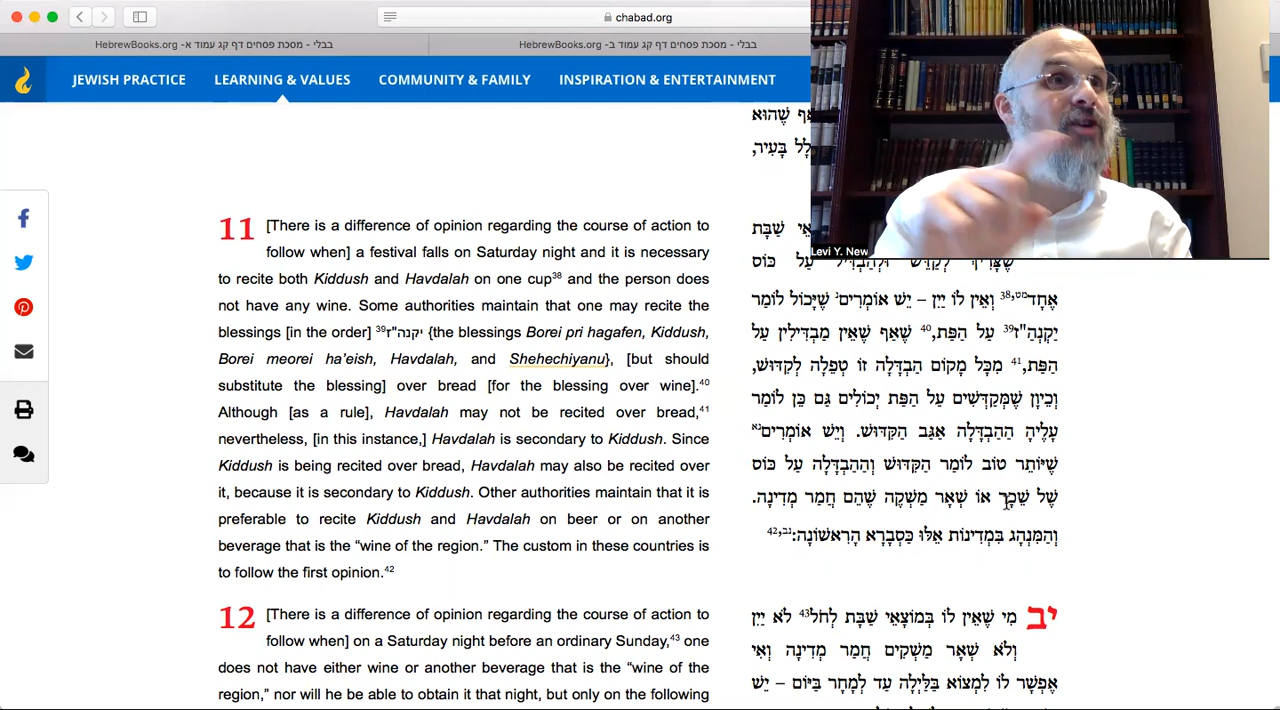 chabad.org
בבלי - מסכת פסחים דף קג עמוד א- HebrewBooks.org
בבלי - מסכת פסחים דף קג עמוד ב- HebrewBooks.org
JEWISH PRACTICE LEARNING & VALUES COMMUNITY & FAMILY INSPIRATION & ENTERTAINMENT
11 [There is a difference of opinion regarding the course of action to
follow when] a festival falls on Saturday night and it is necessary
to recite both Kiddush and Havdalah on one cup38 and the person does
not have any wine. Some authorities maintain that one may recite the
blessings [in the order] יקנה"ז39 {the blessings Borei pri hagafen, Kiddush,
Borei meorei ha’eish, Havdalah, and Shehechiyanu}, [but should
substitute the blessing] over bread [for the blessing over wine].40
Although [as a rule], Havdalah may not be recited over bread,41
nevertheless, [in this instance,] Havdalah is secondary to Kiddush. Since
Kiddush is being recited over bread, Havdalah may also be recited over
it, because it is secondary to Kiddush. Other authorities maintain that it is
preferable to recite Kiddush and Havdalah on beer or on another
beverage that is the “wine of the region.” The custom in these countries is
to follow the first opinion.42
12 [There is a difference of opinion regarding the course of action to
follow when] on a Saturday night before an ordinary Sunday,43 one
does not have either wine or another beverage that is the “wine of the
region,” nor will he be able to obtain it that night, but only on the following
שֶׁהוּא
בָּעִיר,
שַׁבָּת
עַל כּוֹס
אֶחָדמט,38 וְאֵין לוֹ יַיִן – יֵשׁ אוֹמְרִיםנ שֶׁיָּכוֹל לוֹמַר
יַקְנְהַ"ז39 עַל הַפַּת,40 שֶׁאַף שֶׁאֵין מַבְדִּילִין עַל
הַפַּת,41 מִכָּל מָקוֹם הַבְדָּלָה זוֹ טְפֵלָה לְקִדּוּשׁ,
וְכֵיוָן שֶׁמְּקַדְּשִׁים עַל הַפַּת יְכוֹלִים גַּם כֵּן לוֹמַר
עָלֶיהָ הַהַבְדָּלָה אַגַּב הַקִּדּוּשׁ. וְיֵשׁ אוֹמְרִיםנא
שֶׁיּוֹתֵר טוֹב לוֹמַר הַקִּדּוּשׁ וְהַהַבְדָּלָה עַל כּוֹס
שֶׁל שֵׁכָר אוֹ שְׁאָר מַשְׁקֶה שֶׁהֵם חֲמַר מְדִינָה.
וְהַמִּנְהָג בִּמְדִינוֹת אֵלּוּ כַּסְּבָרָא הָרִאשׁוֹנָה:נב,42
יב מִי שֶׁאֵין לוֹ בְּמוֹצָאֵי שַׁבָּת לְחֹל43 לֹא יַיִן
וְלֹא שְׁאָר מַשְׁקִים חֲמַר מְדִינָה וְאִי
אֶפְשָׁר לוֹ לִמְצוֹא בַּלַּיְלָה עַד לְמָחָר בַּיּוֹם – יֵשׁ
Levi Y. New